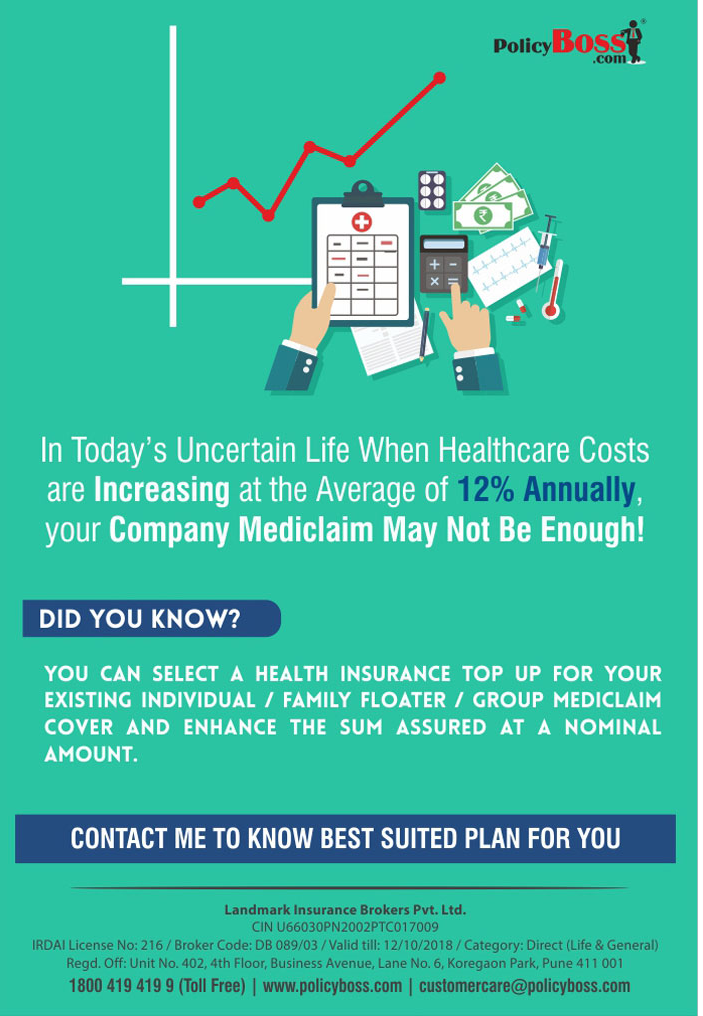 PolicyBoss
.com
In Today's Uncertain Life When Healthcare Costs
are Increasing at the Average of 12% Annually,
your Company Mediclaim May Not Be Enough!
DID YOU KNOW?
YOU CAN SELECT A HEALTH INSURANCE TOP UP FOR YOUR
EXISTING INDIVIDUAL / FAMILY FLOATER / GROUP MEDICLAIM
COVER AND ENHANCE THE SUM ASSURED AT A NOMINAL
AMOUNT.
CONTACT ME TO KNOW BEST SUITED PLAN FOR YOU
Landmark Insurance Brokers Pvt. Ltd.
CIN U66030PN2002PTC017009
IRDAI License No: 216 / Broker Code: DB 089/03 / Valid till: 12/10/2018 / Category: Direct (Life & General)
Regd. Off: Unit No. 402, 4th Floor, Business Avenue, Lane No. 6, Koregaon Park, Pune 411 001
1800 419 419 9 (Toll Free) | www.policyboss.com | customercare@policyboss.com